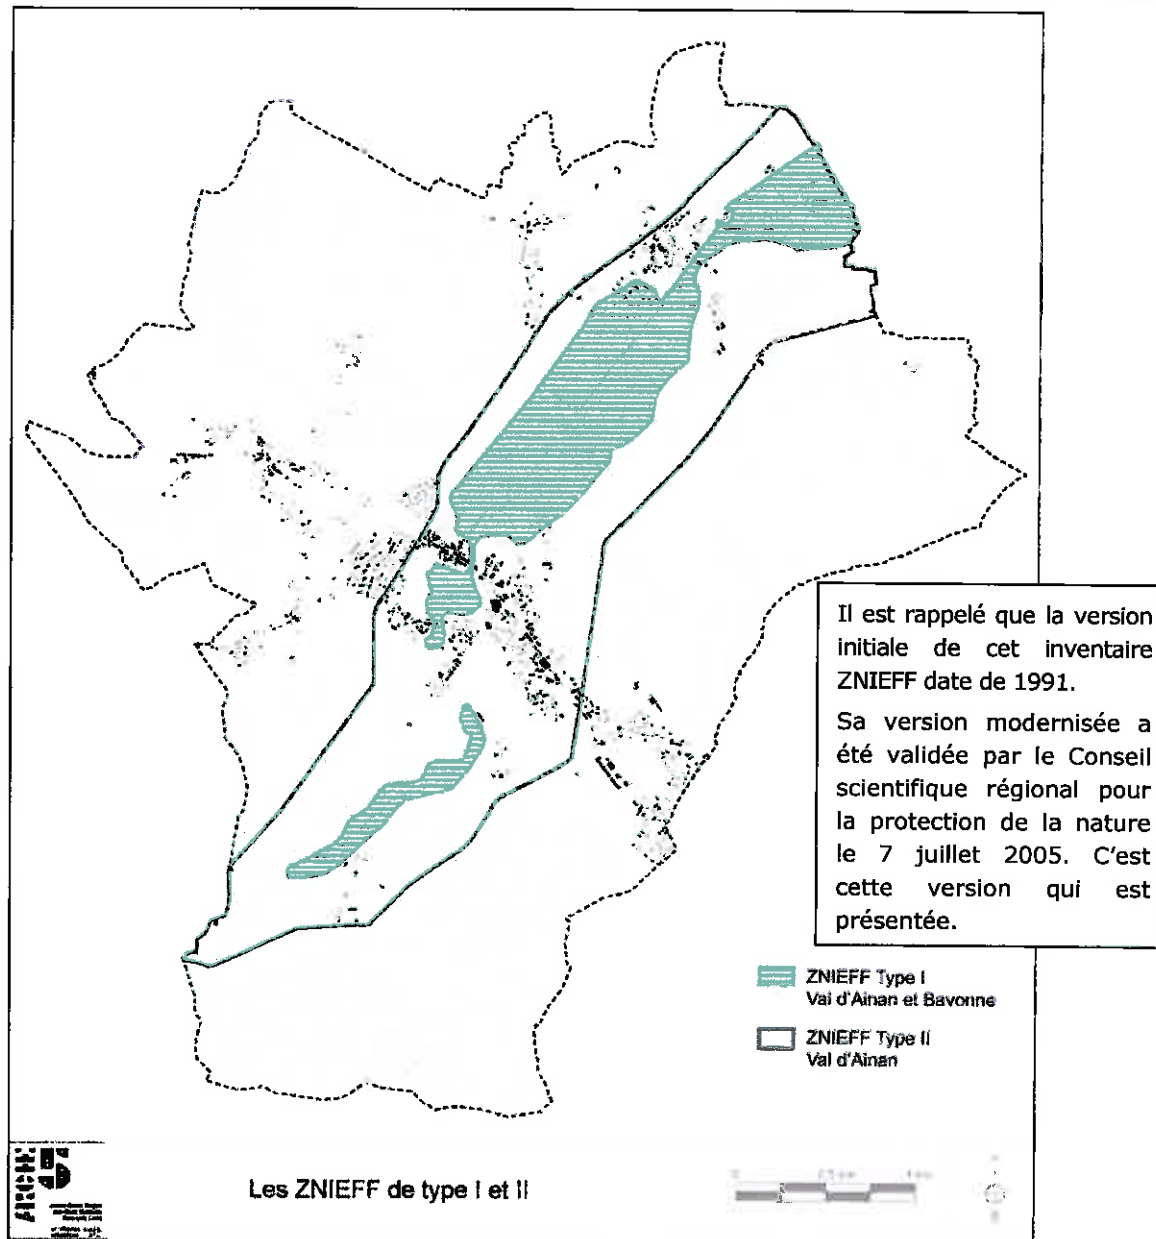 Il est rappelé que la version
initiale de cet inventaire
ZNIEFF date de 1991.
Sa version modernisée a
été validée par le Conseil
scientifique régional pour
la protection de la nature
le 7 juillet 2005. C'est
cette version qui est
présentée.
ZNIEFF Type I
Val d'Ainan et Bavonne
ZNIEFF Type II
Val d'Ainan
ARCHE
5
Les ZNIEFF de type I et II